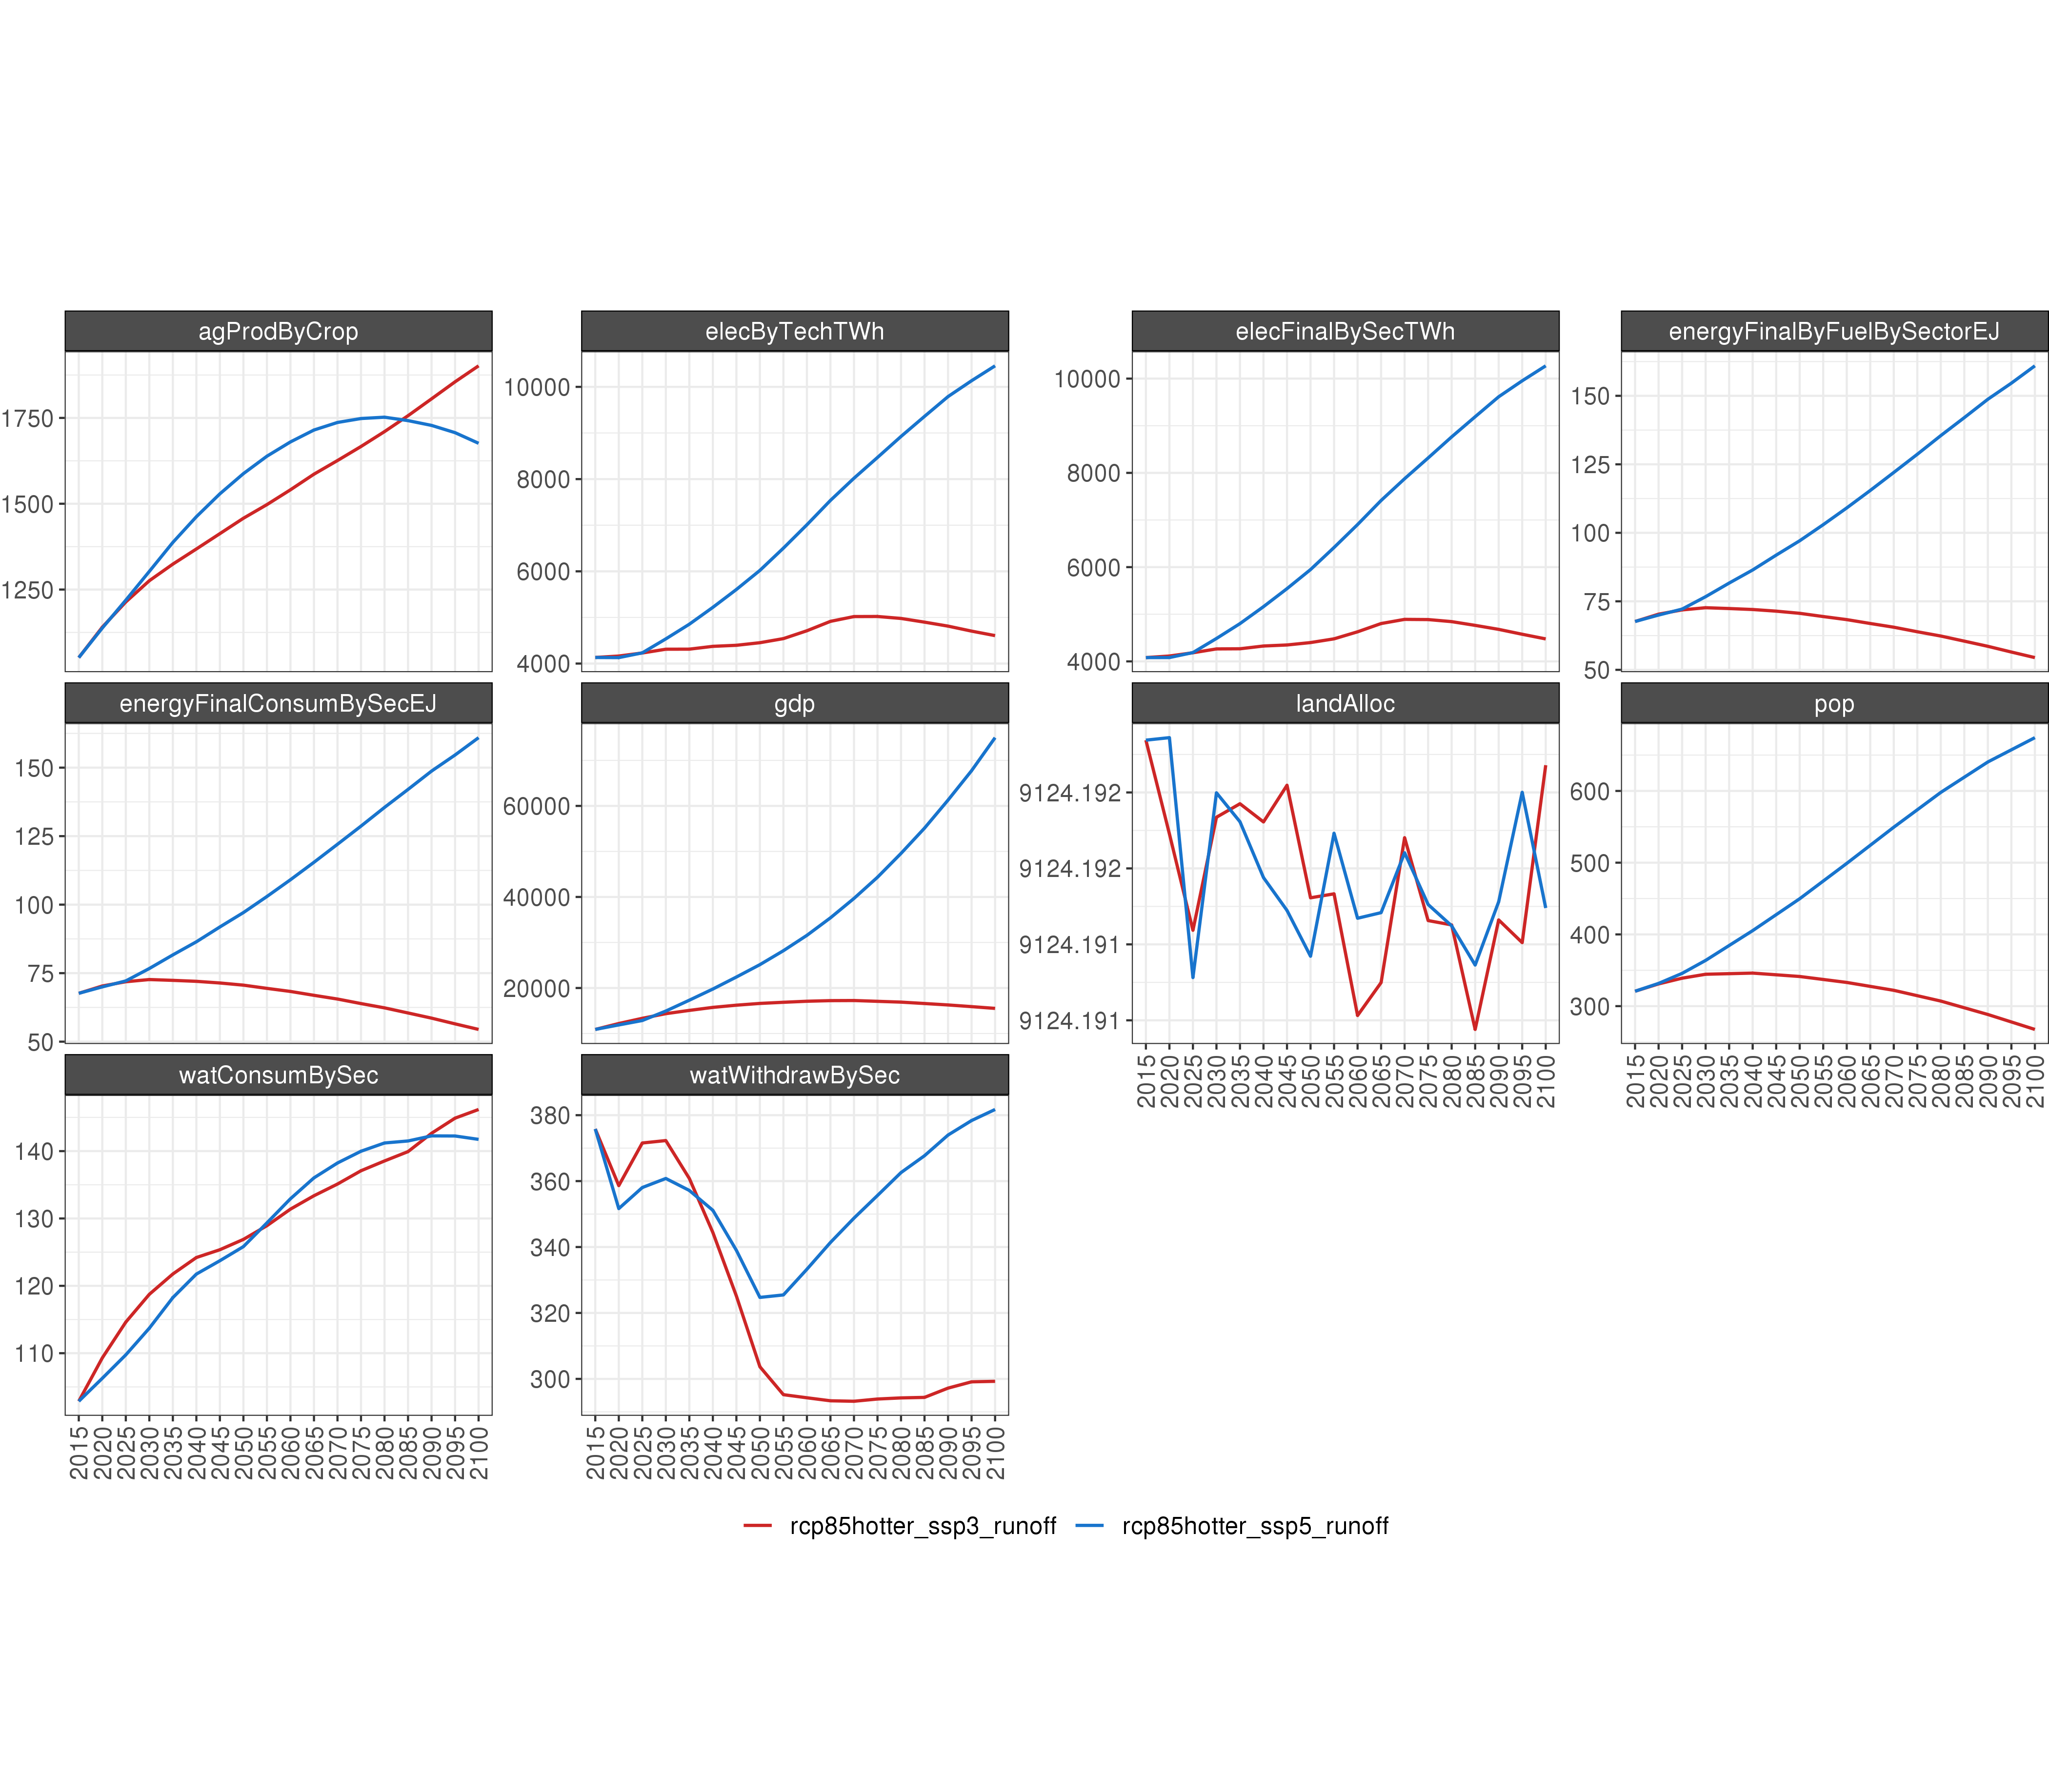 agProdByCrop
elecByTechTWh
elecFinalBySecTWh
energyFinalByFuelBySectorEJ
1750
1500
1250
10000
8000
6000
4000
10000
8000
6000
4000
150
125
100
75
50
energyFinalConsumBySecEJ
gdp
landAlloc
pop
150
125
100
75
50
60000
40000
20000
9124.192
9124.192
9124.191
9124.191
600
500
400
300
2015 2020 2025 2030 2035 2040 2045 2050 2055 2060 2065 2070 2075 2080 2085 2090 2095 2100
2015 2020 2025 2030 2035 2040 2045 2050 2055 2060 2065 2070 2075 2080 2085 2090 2095 2100
watConsumBySec
watWithdrawBySec
140
130
120
110
380
360
340
320
300
2015 2020 2025 2030 2035 2040 2045 2050 2055 2060 2065 2070 2075 2080 2085 2090 2095 2100
2015 2020 2025 2030 2035 2040 2045 2050 2055 2060 2065 2070 2075 2080 2085 2090 2095 2100
rcp85hotter_ssp3_runoff
rcp85hotter_ssp5_runoff